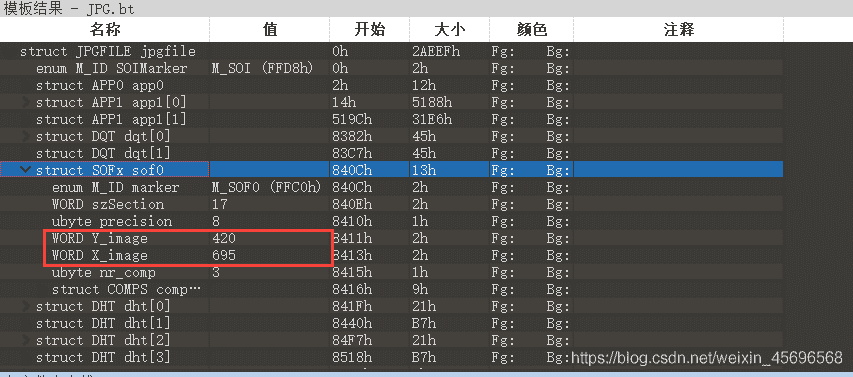 模板结果 - JPG.bt
名称 值 开始 大小 颜色 注释
struct JPGFILE jpgfile 0h 2AEEFh Fg: Bg:
enum M_ID SOIMarker M_SOI (FFD8h) 0h 2h Fg: Bg:
struct APP0 app0 2h 12h Fg: Bg:
struct APP1 app1[0] 14h 5188h Fg: Bg:
struct APP1 app1[1] 519Ch 31E6h Fg: Bg:
struct DQT dqt[0] 8382h 45h Fg: Bg:
struct DQT dqt[1] 83C7h 45h Fg: Bg:
struct SOFx sof0 840Ch 13h Fg: Bg:
enum M_ID marker M_SOF0 (FFC0h) 840Ch 2h Fg: Bg:
WORD szSection 17 840Eh 2h Fg: Bg:
ubyte precision 8 8410h 1h Fg: Bg:
WORD Y_image 420 8411h 2h Fg: Bg:
WORD X_image 695 8413h 2h Fg: Bg:
ubyte nr_comp 3 8415h 1h Fg: Bg:
struct COMPS comp… 8416h 9h Fg: Bg:
struct DHT dht[0] 841Fh 21h Fg: Bg:
struct DHT dht[1] 8440h B7h Fg: Bg:
struct DHT dht[2] 84F7h 21h Fg: Bg:
struct DHT dht[3] 8518h B7h Fg: Bg:
https://blog.csdn.net/weixin_45696568